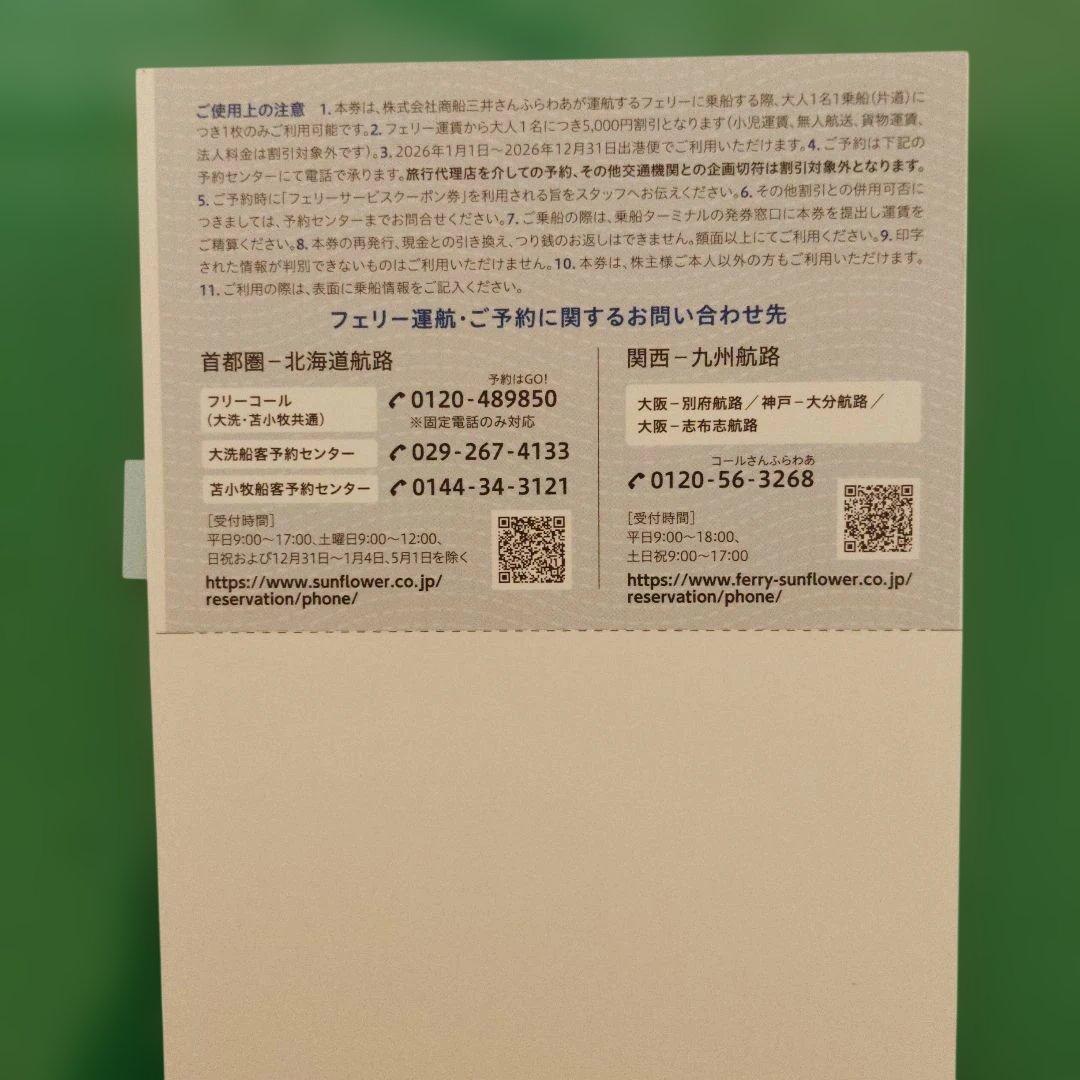 ご使用上の注意 1.本券は、株式会社商船三井さんふらわあが運航するフェリーに乗船する際、大人1名1乗船(片道)に
つき1枚のみご利用可能です。2.フェリー運賃から大人1名につき5,000円割引となります(小児運賃、無人航送、貨物運賃、
法人料金は割引対象外です)。3.2026年1月1日〜2026年12月31日出港便でご利用いただけます。4.ご予約は下記の
予約センターにて電話で承ります。旅行代理店を介しての予約、その他交通機関との企画切符は割引対象外となります。
5.ご予約時に「フェリーサービスクーポン券」を利用される旨をスタッフへお伝えください。6.その他割引との併用可否に
つきましては、予約センターまでお問合せください。7.ご乗船の際は、乗船ターミナルの発券窓口に本券を提出し運賃を
ご精算ください。8.本券の再発行、現金との引き換え、つり銭のお返しはできません。額面以上にてご利用ください。9.印字
された情報が判別できないものはご利用いただけません。10.本券は、株主様ご本人以外の方もご利用いただけます。
11.ご利用の際は、表面に乗船情報をご記入ください。
フェリー運航・ご予約に関するお問い合わせ先
首都圏－北海道航路
フリーコール
(大洗・苫小牧共通)
予約はGO!
0120-489850
※固定電話のみ対応
大洗船客予約センター
029-267-4133
苫小牧船客予約センター
0144-34-3121
[受付時間]
平日9:00〜17:00、土曜日9:00〜12:00、
日祝および12月31日〜1月4日、5月1日を除く
https://www.sunflower.co.jp/
reservation/phone/
関西－九州航路
大阪－別府航路／神戸－大分航路／
大阪－志布志航路
コールさんふらわあ
0120-56-3268
[受付時間]
平日9:00〜18:00、
土日祝9:00〜17:00
https://www.ferry-sunflower.co.jp/
reservation/phone/